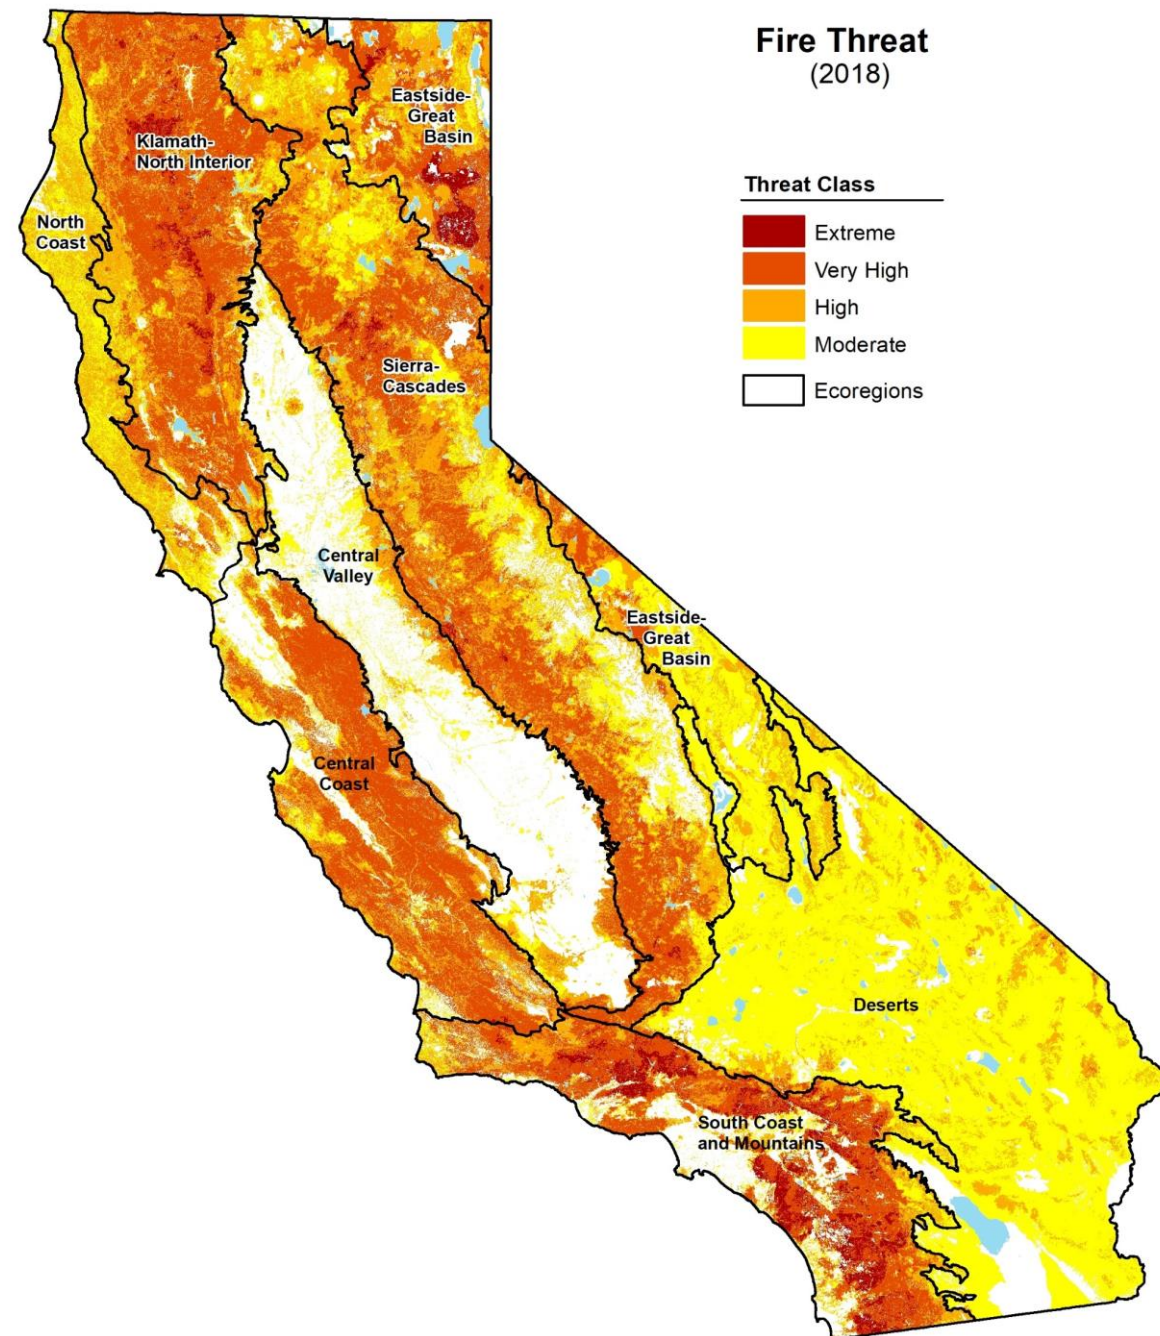 Fire Threat
(2018)
Threat Class
Extreme
Very High
High
Moderate
Ecoregions
Eastside-
Great
Basin
Klamath-
North Interior
North
Coast
Sierra-
Cascades
Central
Valley
Eastside-
Great
Basin
Central
Coast
Deserts
South Coast
and Mountains